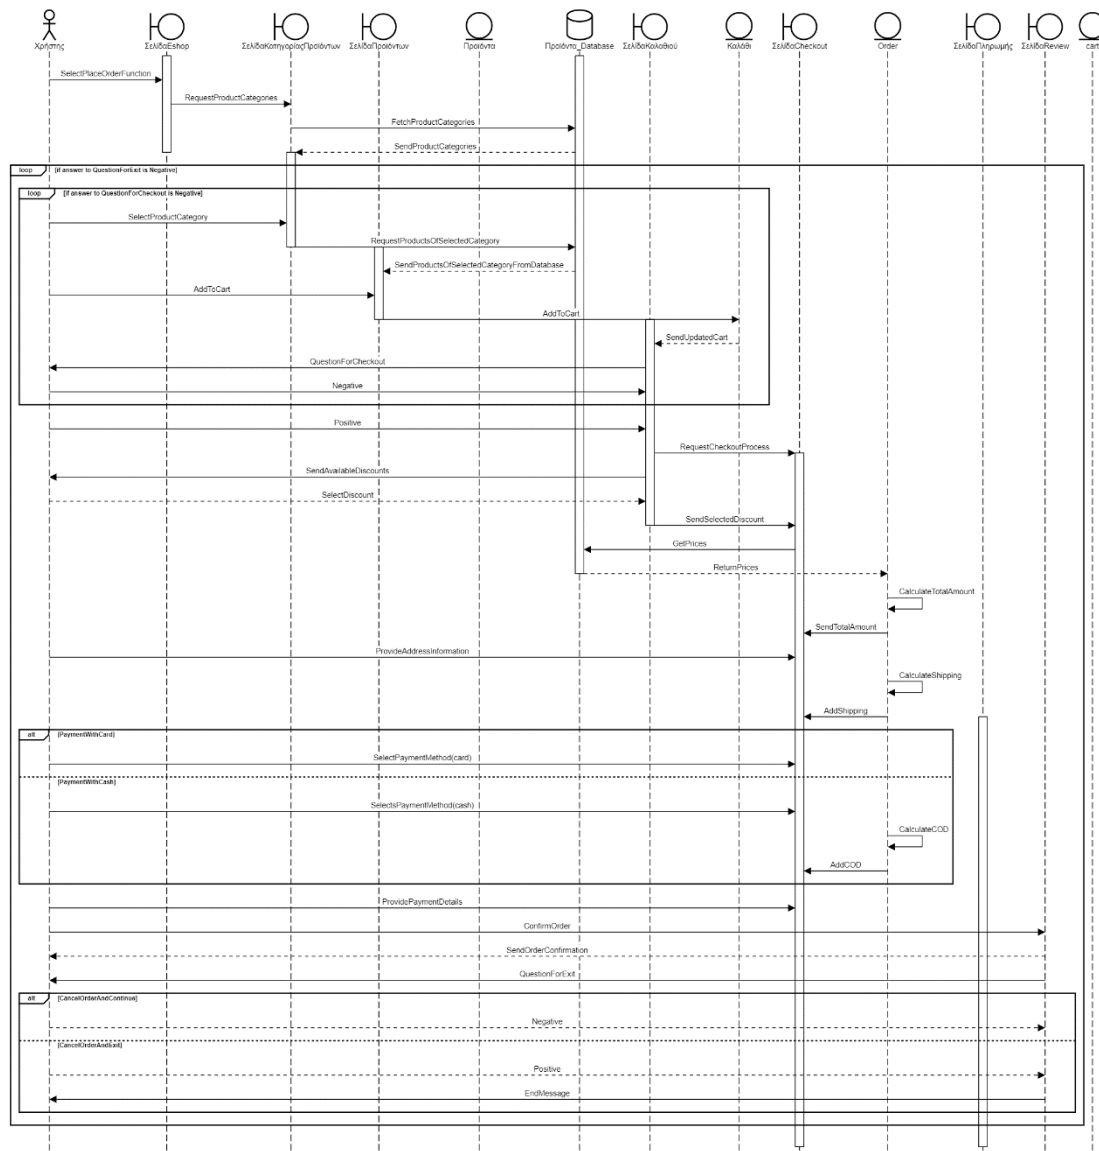 Χρήστης
ΣελίδαEshop
ΣελίδαΚατηγορίαςΠροϊόντων
ΣελίδαΠροϊόντων
Προϊόντα
Προϊόντα_Database
ΣελίδαΚαλαθιού
Καλάθι
ΣελίδαCheckout
Order
ΣελίδαΠληρωμής
ΣελίδαReview
cart
SelectPlaceOrderFunction
RequestProductCategories
FetchProductCategories
SendProductCategories
loop [if answer to QuestionForExit is Negative]
loop [if answer to QuestionForCheckout is Negative]
SelectProductCategory
RequestProductsOfSelectedCategory
SendProductsOfSelectedCategoryFromDatabase
AddToCart
AddToCart
SendUpdatedCart
QuestionForCheckout
Negative
Positive
RequestCheckoutProcess
SendAvailableDiscounts
SelectDiscount
SendSelectedDiscount
GetPrices
ReturnPrices
CalculateTotalAmount
SendTotalAmount
ProvideAddressInformation
CalculateShipping
AddShipping
alt [PaymentWithCard]
SelectPaymentMethod(card)
[PaymentWithCash]
SelectsPaymentMethod(cash)
CalculateCOD
AddCOD
ProvidePaymentDetails
ConfirmOrder
SendOrderConfirmation
QuestionForExit
alt [CancelOrderAndContinue]
Negative
[CancelOrderAndExit]
Positive
EndMessage